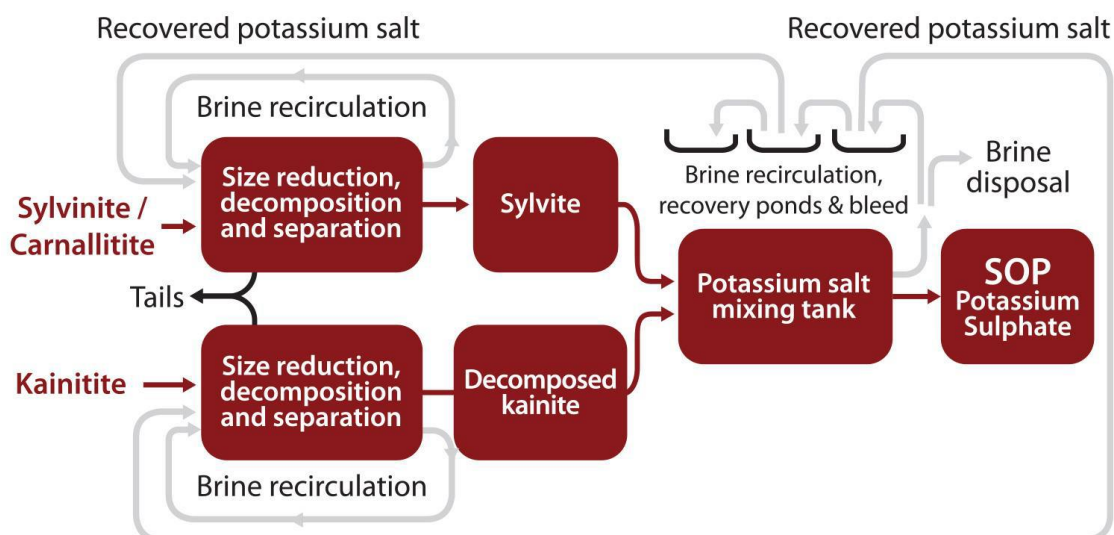 Recovered potassium salt
Recovered potassium salt
Brine recirculation
Size reduction,
decomposition
and separation
Sylvite
Brine recirculation,
recovery ponds & bleed
Brine
disposal
Sylvinite /
Carnallitite
Potassium salt
mixing tank
SOP
Potassium
Sulphate
Tails
Kainitite
Size reduction,
decomposition
and separation
Decomposed
kainite
Brine recirculation